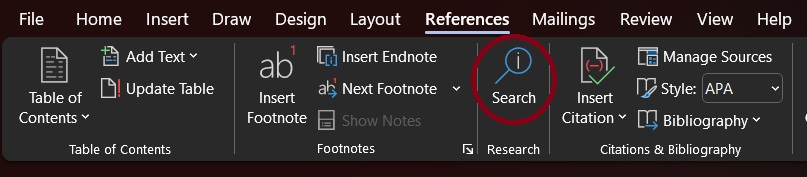 File Home Insert Draw Design Layout References Mailings Review View Help
Table of Contents
Add Text
Update Table
Table of Contents
ab1
Insert Footnote
Insert Endnote
ab Next Footnote
Show Notes
Footnotes
Search
Research
Insert Citation
Manage Sources
Style: APA
Bibliography
Citations & Bibliography